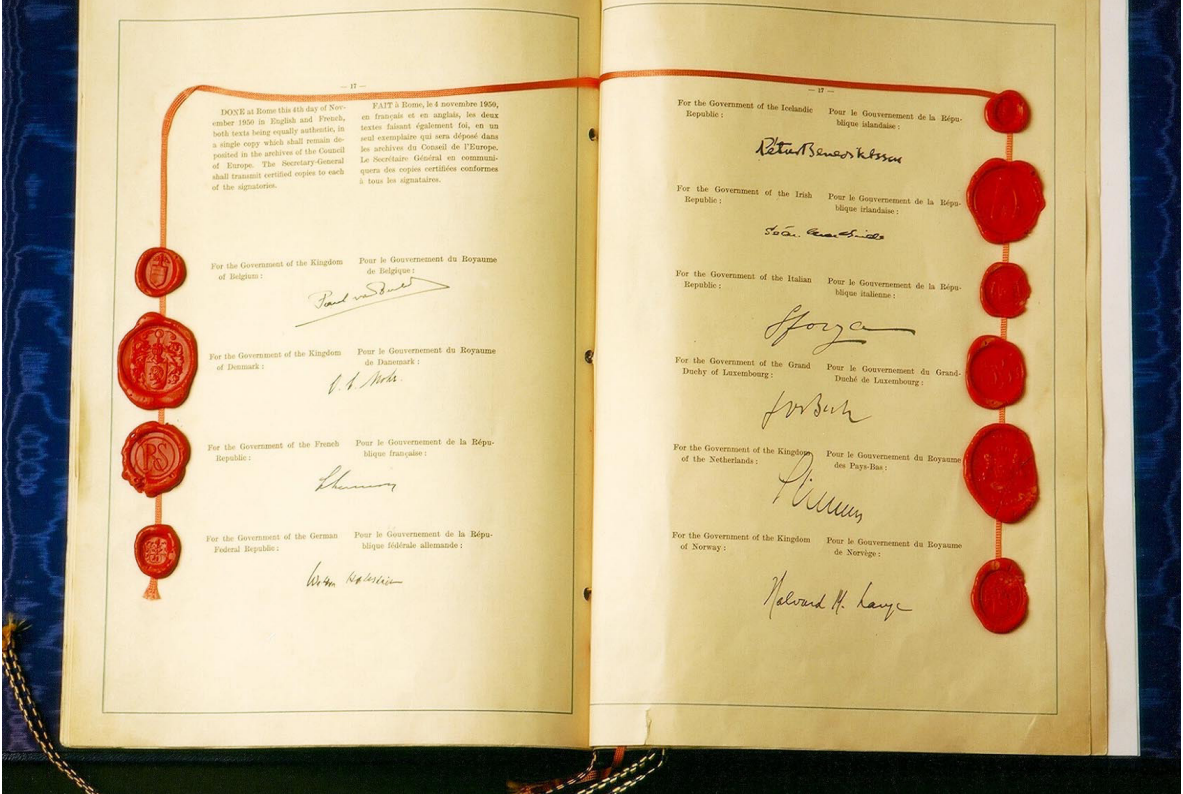 — 17 —
DONE at Rome this 4th day of Nov-
ember 1950 in English and French,
both texts being equally authentic, in
a single copy which shall remain de-
posited in the archives of the Council
of Europe. The Secretary-General
shall transmit certified copies to each
of the signatories.
FAIT à Rome, le 4 novembre 1950,
en français et en anglais, les deux
textes faisant également foi, en un
seul exemplaire qui sera déposé dans
les archives du Conseil de l'Europe.
Le Secrétaire Général en communi-
quera des copies certifiées conformes
à tous les signataires.
For the Government of the Kingdom
of Belgium :
Pour le Gouvernement du Royaume
de Belgique :
For the Government of the Kingdom
of Denmark :
Pour le Gouvernement du Royaume
de Danemark :
For the Government of the French
Republic :
Pour le Gouvernement de la Répu-
blique française :
RS
For the Government of the German
Federal Republic :
Pour le Gouvernement de la Répu-
blique fédérale allemande :
— 17 —
For the Government of the Icelandic
Republic :
Pour le Gouvernement de la Répu-
blique islandaise :
Pétur Benediktsson
For the Government of the Irish
Republic :
Pour le Gouvernement de la Répu-
blique irlandaise :
For the Government of the Italian
Republic :
Pour le Gouvernement de la Répu-
blique italienne :
Sforza
For the Government of the Grand
Duchy of Luxembourg :
Pour le Gouvernement du Grand-
Duché de Luxembourg :
For the Government of the Kingdom
of the Netherlands :
Pour le Gouvernement du Royaume
des Pays-Bas :
For the Government of the Kingdom
of Norway :
Pour le Gouvernement du Royaume
de Norvège :
Halvard M. Lange